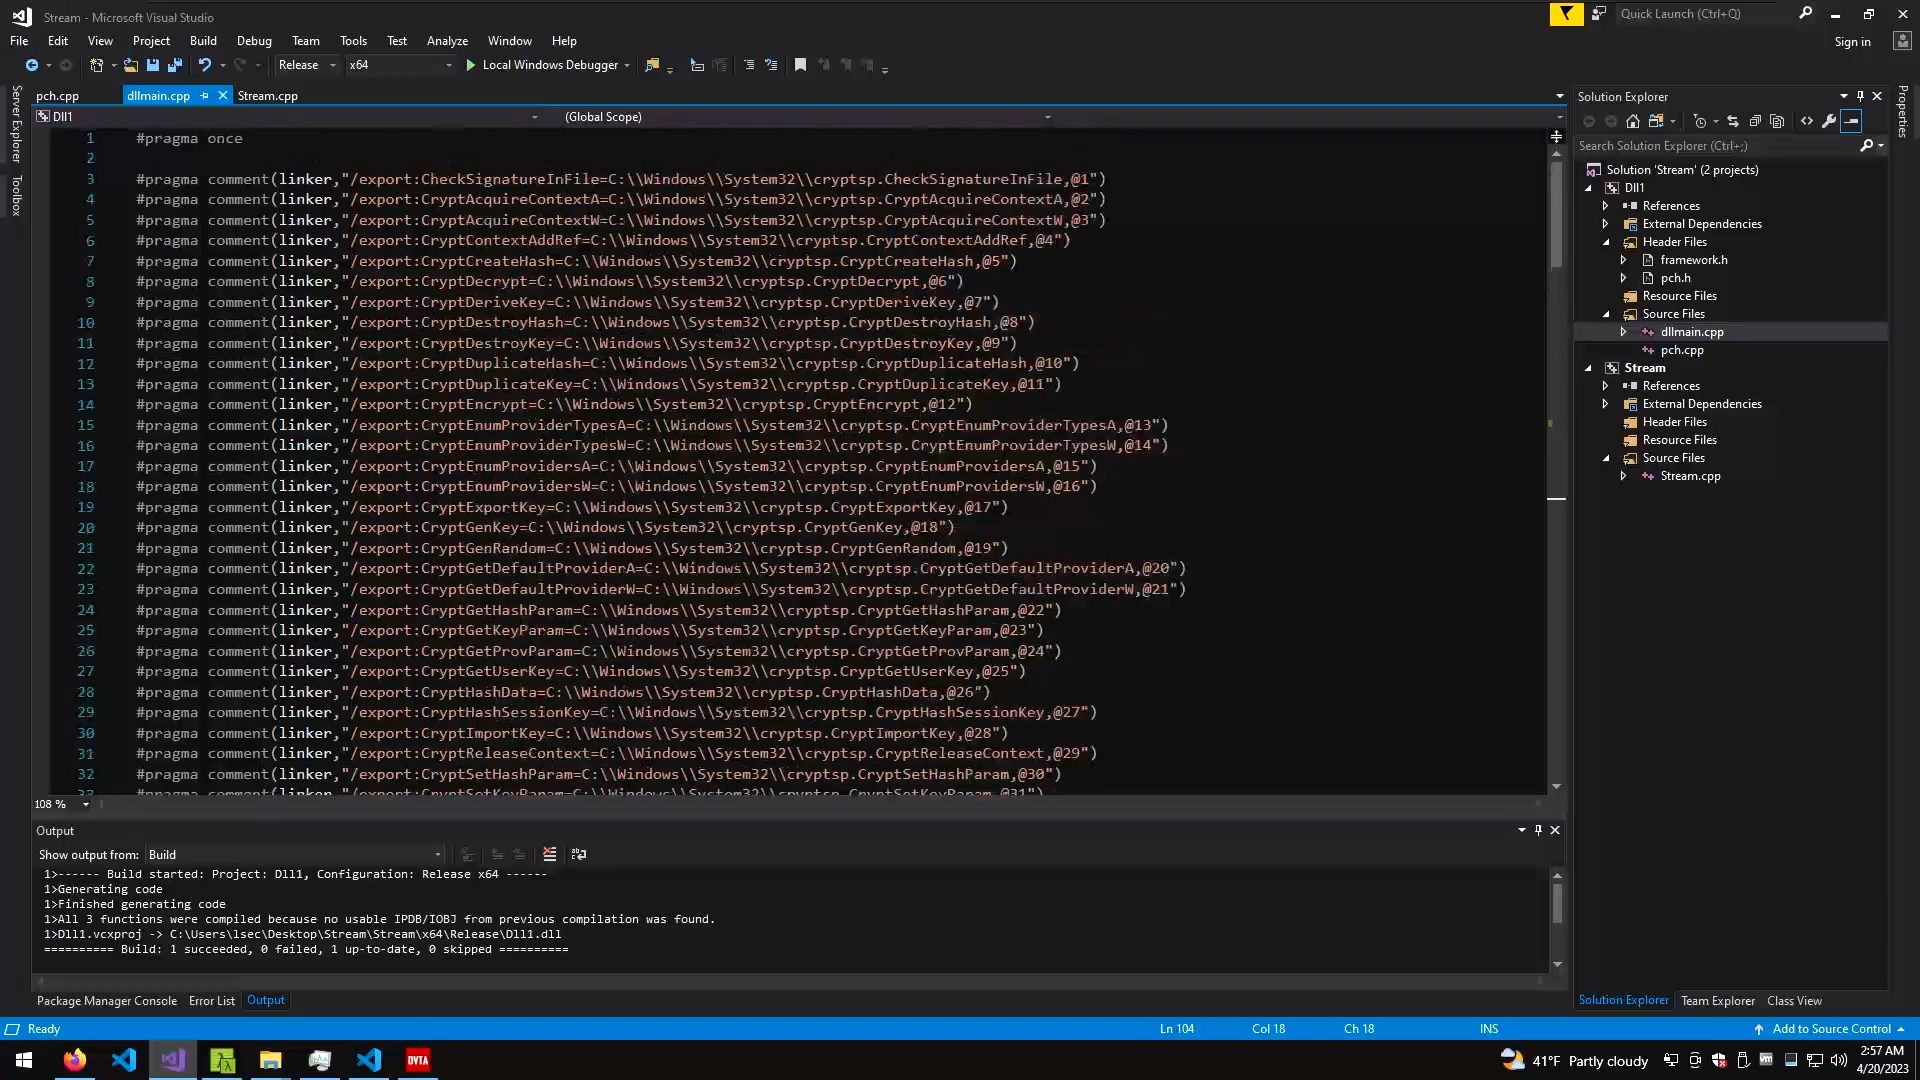 Stream - Microsoft Visual Studio
Quick Launch (Ctrl+Q)
File Edit View Project Build Debug Team Tools Test Analyze Window Help
Sign in
Release x64 Local Windows Debugger
Server Explorer
Toolbox
pch.cpp dllmain.cpp Stream.cpp
Dll1 (Global Scope)
1 #pragma once
2
3 #pragma comment(linker,"/export:CheckSignatureInFile=C:\\Windows\\System32\\cryptsp.CheckSignatureInFile,@1")
4 #pragma comment(linker,"/export:CryptAcquireContextA=C:\\Windows\\System32\\cryptsp.CryptAcquireContextA,@2")
5 #pragma comment(linker,"/export:CryptAcquireContextW=C:\\Windows\\System32\\cryptsp.CryptAcquireContextW,@3")
6 #pragma comment(linker,"/export:CryptContextAddRef=C:\\Windows\\System32\\cryptsp.CryptContextAddRef,@4")
7 #pragma comment(linker,"/export:CryptCreateHash=C:\\Windows\\System32\\cryptsp.CryptCreateHash,@5")
8 #pragma comment(linker,"/export:CryptDecrypt=C:\\Windows\\System32\\cryptsp.CryptDecrypt,@6")
9 #pragma comment(linker,"/export:CryptDeriveKey=C:\\Windows\\System32\\cryptsp.CryptDeriveKey,@7")
10 #pragma comment(linker,"/export:CryptDestroyHash=C:\\Windows\\System32\\cryptsp.CryptDestroyHash,@8")
11 #pragma comment(linker,"/export:CryptDestroyKey=C:\\Windows\\System32\\cryptsp.CryptDestroyKey,@9")
12 #pragma comment(linker,"/export:CryptDuplicateHash=C:\\Windows\\System32\\cryptsp.CryptDuplicateHash,@10")
13 #pragma comment(linker,"/export:CryptDuplicateKey=C:\\Windows\\System32\\cryptsp.CryptDuplicateKey,@11")
14 #pragma comment(linker,"/export:CryptEncrypt=C:\\Windows\\System32\\cryptsp.CryptEncrypt,@12")
15 #pragma comment(linker,"/export:CryptEnumProviderTypesA=C:\\Windows\\System32\\cryptsp.CryptEnumProviderTypesA,@13")
16 #pragma comment(linker,"/export:CryptEnumProviderTypesW=C:\\Windows\\System32\\cryptsp.CryptEnumProviderTypesW,@14")
17 #pragma comment(linker,"/export:CryptEnumProvidersA=C:\\Windows\\System32\\cryptsp.CryptEnumProvidersA,@15")
18 #pragma comment(linker,"/export:CryptEnumProvidersW=C:\\Windows\\System32\\cryptsp.CryptEnumProvidersW,@16")
19 #pragma comment(linker,"/export:CryptExportKey=C:\\Windows\\System32\\cryptsp.CryptExportKey,@17")
20 #pragma comment(linker,"/export:CryptGenKey=C:\\Windows\\System32\\cryptsp.CryptGenKey,@18")
21 #pragma comment(linker,"/export:CryptGenRandom=C:\\Windows\\System32\\cryptsp.CryptGenRandom,@19")
22 #pragma comment(linker,"/export:CryptGetDefaultProviderA=C:\\Windows\\System32\\cryptsp.CryptGetDefaultProviderA,@20")
23 #pragma comment(linker,"/export:CryptGetDefaultProviderW=C:\\Windows\\System32\\cryptsp.CryptGetDefaultProviderW,@21")
24 #pragma comment(linker,"/export:CryptGetHashParam=C:\\Windows\\System32\\cryptsp.CryptGetHashParam,@22")
25 #pragma comment(linker,"/export:CryptGetKeyParam=C:\\Windows\\System32\\cryptsp.CryptGetKeyParam,@23")
26 #pragma comment(linker,"/export:CryptGetProvParam=C:\\Windows\\System32\\cryptsp.CryptGetProvParam,@24")
27 #pragma comment(linker,"/export:CryptGetUserKey=C:\\Windows\\System32\\cryptsp.CryptGetUserKey,@25")
28 #pragma comment(linker,"/export:CryptHashData=C:\\Windows\\System32\\cryptsp.CryptHashData,@26")
29 #pragma comment(linker,"/export:CryptHashSessionKey=C:\\Windows\\System32\\cryptsp.CryptHashSessionKey,@27")
30 #pragma comment(linker,"/export:CryptImportKey=C:\\Windows\\System32\\cryptsp.CryptImportKey,@28")
31 #pragma comment(linker,"/export:CryptReleaseContext=C:\\Windows\\System32\\cryptsp.CryptReleaseContext,@29")
32 #pragma comment(linker,"/export:CryptSetHashParam=C:\\Windows\\System32\\cryptsp.CryptSetHashParam,@30")
33 #pragma comment(linker,"/export:CryptSetKeyParam=C:\\Windows\\System32\\cryptsp.CryptSetKeyParam,@31")
108 %
Output
Show output from: Build
1>------ Build started: Project: Dll1, Configuration: Release x64 ------
1>Generating code
1>Finished generating code
1>All 3 functions were compiled because no usable IPDB/IOBJ from previous compilation was found.
1>Dll1.vcxproj -> C:\Users\lsec\Desktop\Stream\Stream\x64\Release\Dll1.dll
========== Build: 1 succeeded, 0 failed, 1 up-to-date, 0 skipped ==========
Package Manager Console Error List Output
Solution Explorer
Search Solution Explorer (Ctrl+;)
Solution 'Stream' (2 projects)
Dll1
References
External Dependencies
Header Files
framework.h
pch.h
Resource Files
Source Files
dllmain.cpp
pch.cpp
Stream
References
External Dependencies
Header Files
Resource Files
Source Files
Stream.cpp
Solution Explorer Team Explorer Class View
Properties
Ready Ln 104 Col 18 Ch 18 INS Add to Source Control
DVTA
41°F Partly cloudy
2:57 AM
4/20/2023